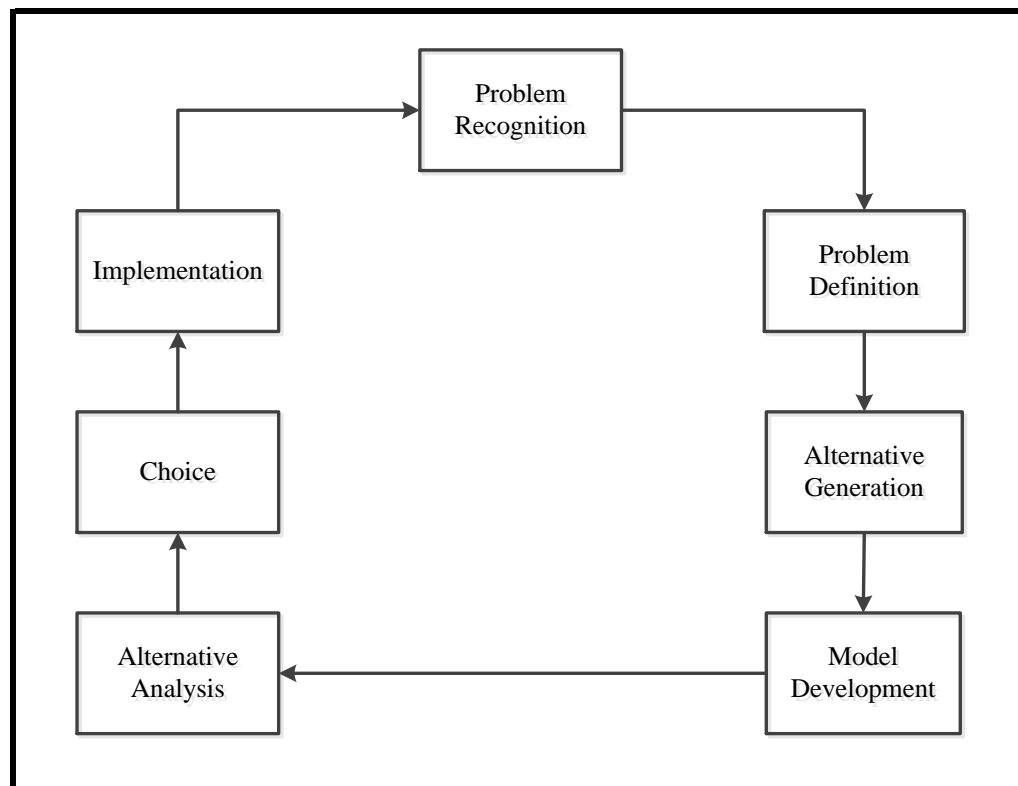 Problem
Recognition
Problem
Definition
Alternative
Generation
Model
Development
Alternative
Analysis
Choice
Implementation